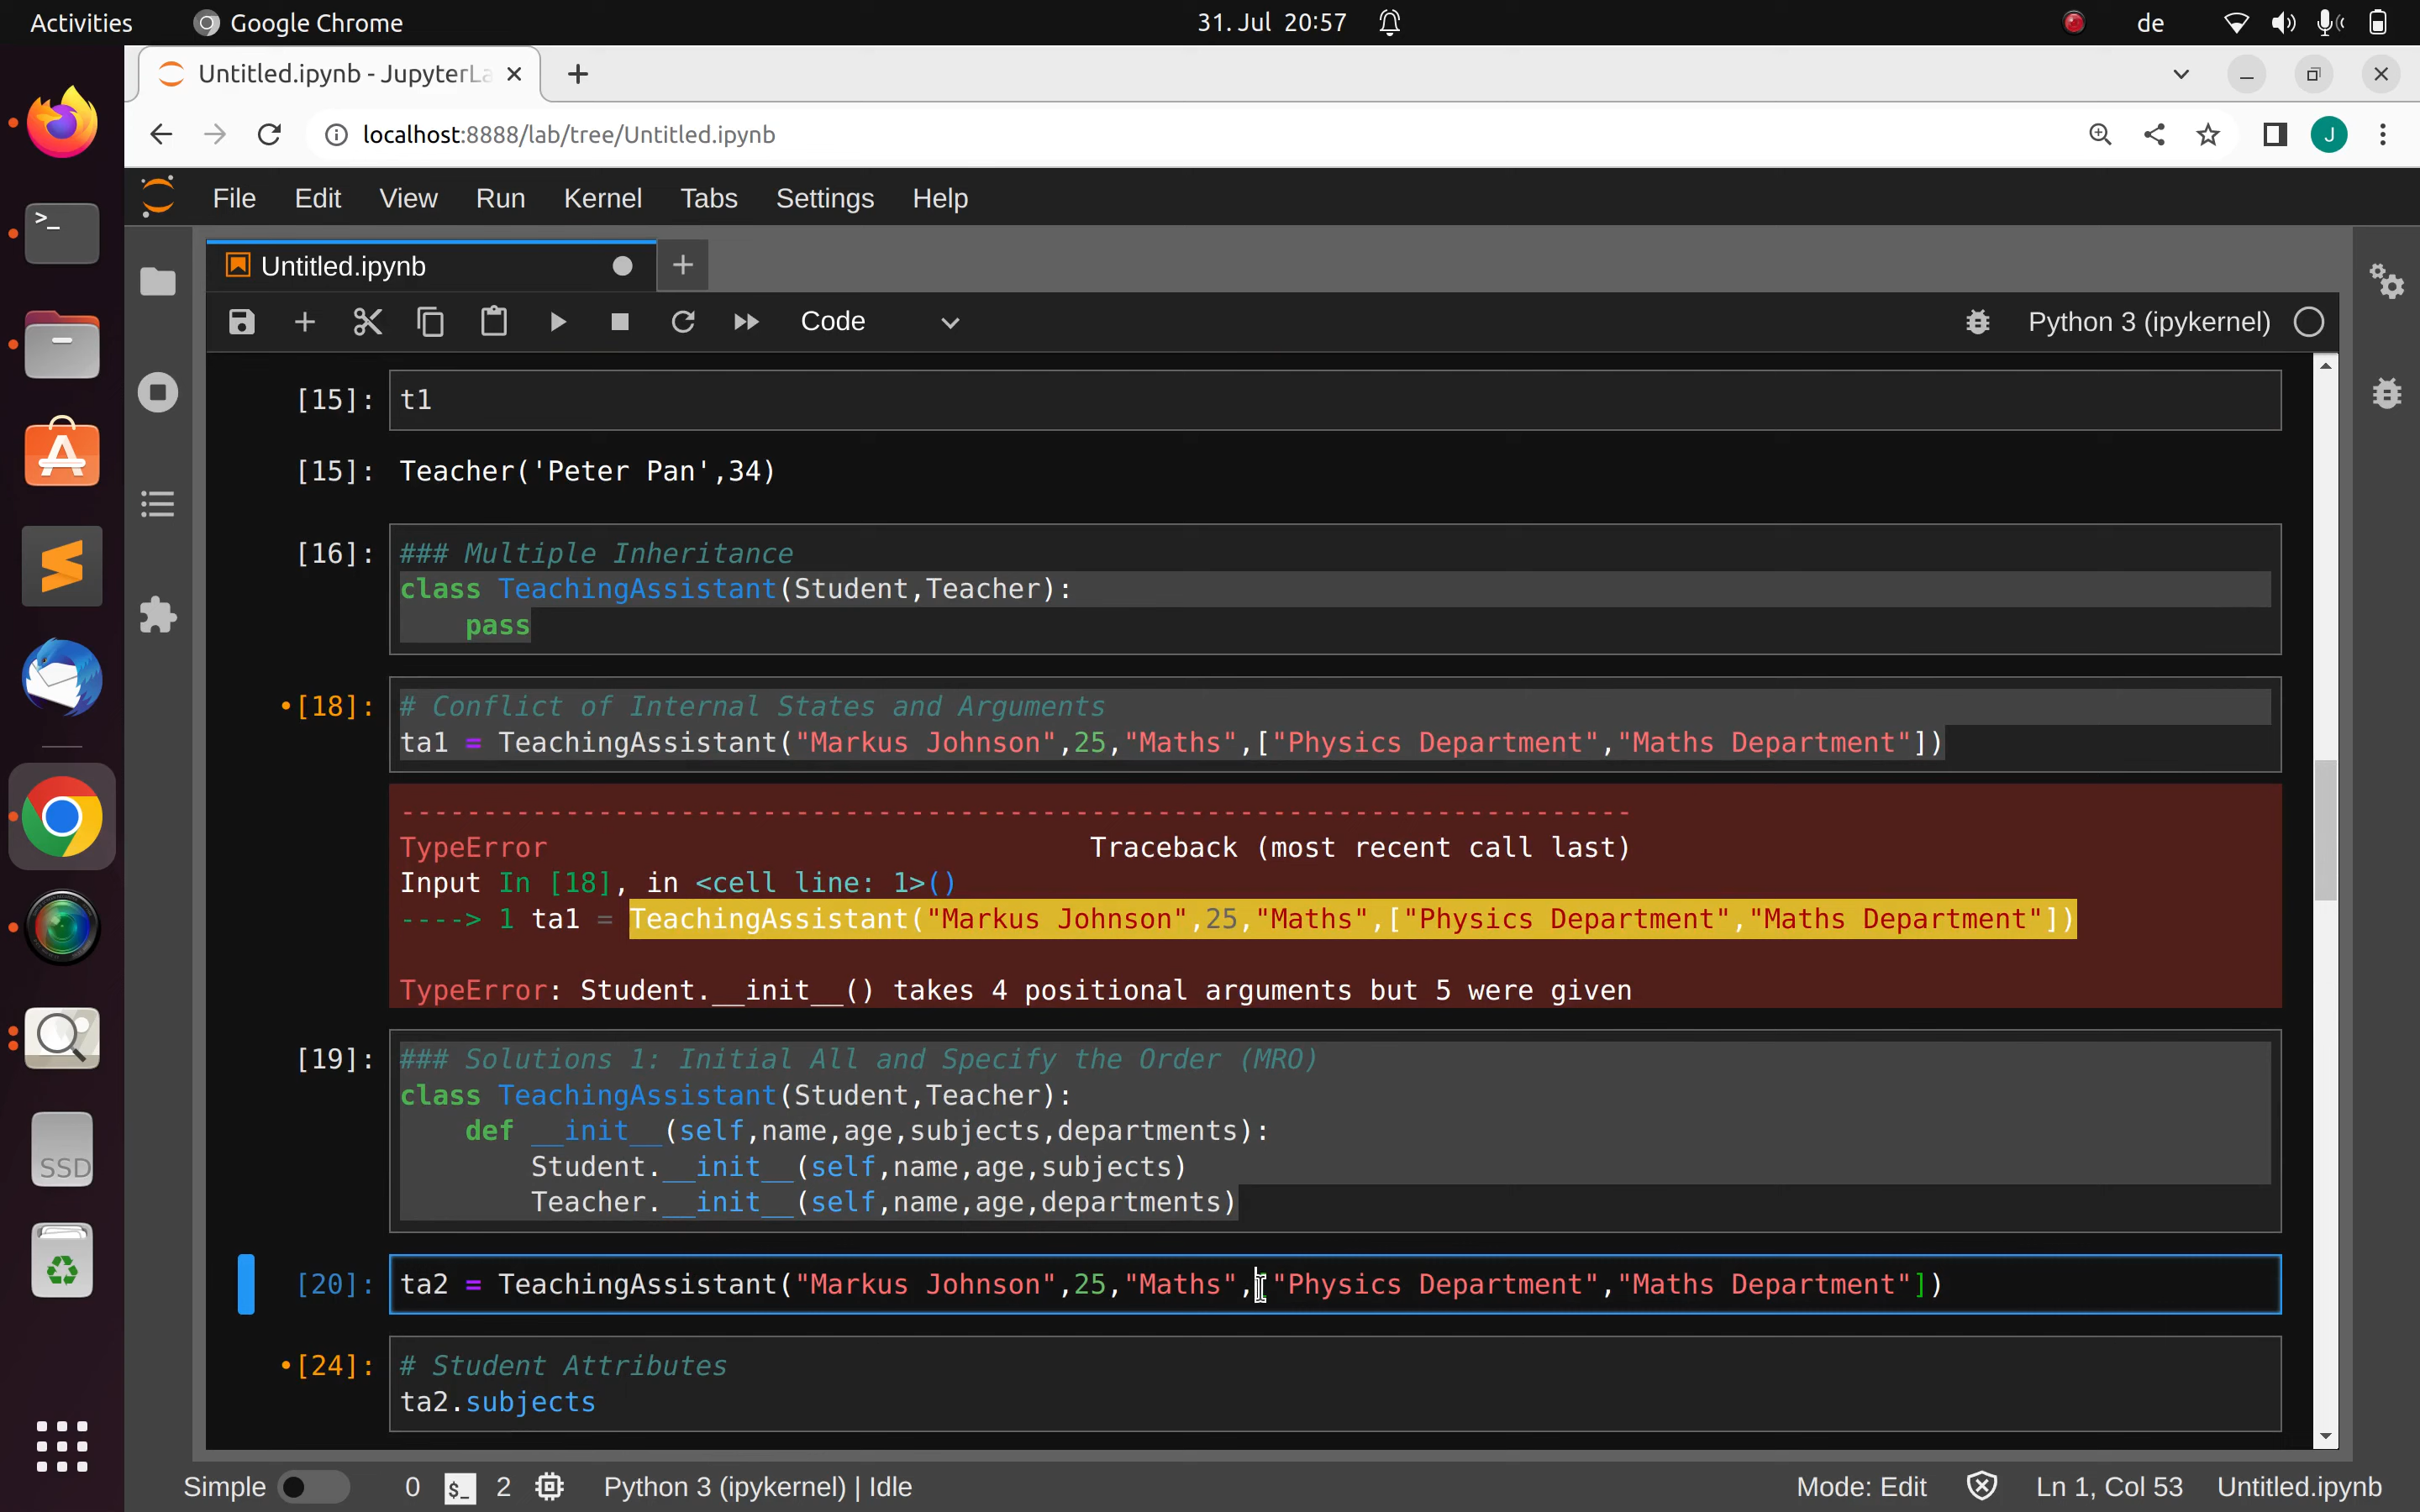 Activities
Google Chrome
31. Jul 20:57
de
Untitled.ipynb - JupyterLa
localhost:8888/lab/tree/Untitled.ipynb
J
File
Edit
View
Run
Kernel
Tabs
Settings
Help
Untitled.ipynb
Code
Python 3 (ipykernel)
[15]: t1
[15]: Teacher('Peter Pan',34)
[16]: ### Multiple Inheritance
class TeachingAssistant(Student,Teacher):
pass
•[18]: # Conflict of Internal States and Arguments
ta1 = TeachingAssistant("Markus Johnson",25,"Maths",["Physics Department","Maths Department"])
---------------------------------------------------------------------------
TypeError Traceback (most recent call last)
Input In [18], in <cell line: 1>()
----> 1 ta1 = TeachingAssistant("Markus Johnson",25,"Maths",["Physics Department","Maths Department"])
TypeError: Student.__init__() takes 4 positional arguments but 5 were given
[19]: ### Solutions 1: Initial All and Specify the Order (MRO)
class TeachingAssistant(Student,Teacher):
def __init__(self,name,age,subjects,departments):
Student.__init__(self,name,age,subjects)
Teacher.__init__(self,name,age,departments)
[20]: ta2 = TeachingAssistant("Markus Johnson",25,"Maths",["Physics Department","Maths Department"])
•[24]: # Student Attributes
ta2.subjects
SSD
Simple
0
$_
2
Python 3 (ipykernel) | Idle
Mode: Edit
Ln 1, Col 53
Untitled.ipynb